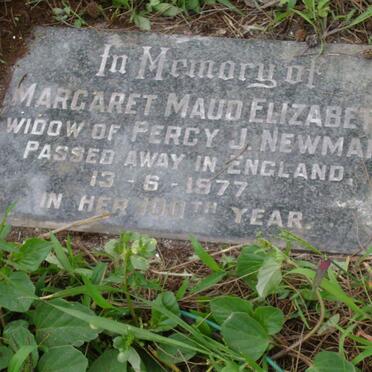 In Memory of
MARGARET MAUD ELIZABET
WIDOW OF PERCY J. NEWMA
PASSED AWAY IN ENGLAND
13 - 6 - 1977
IN HER 100TH YEAR.